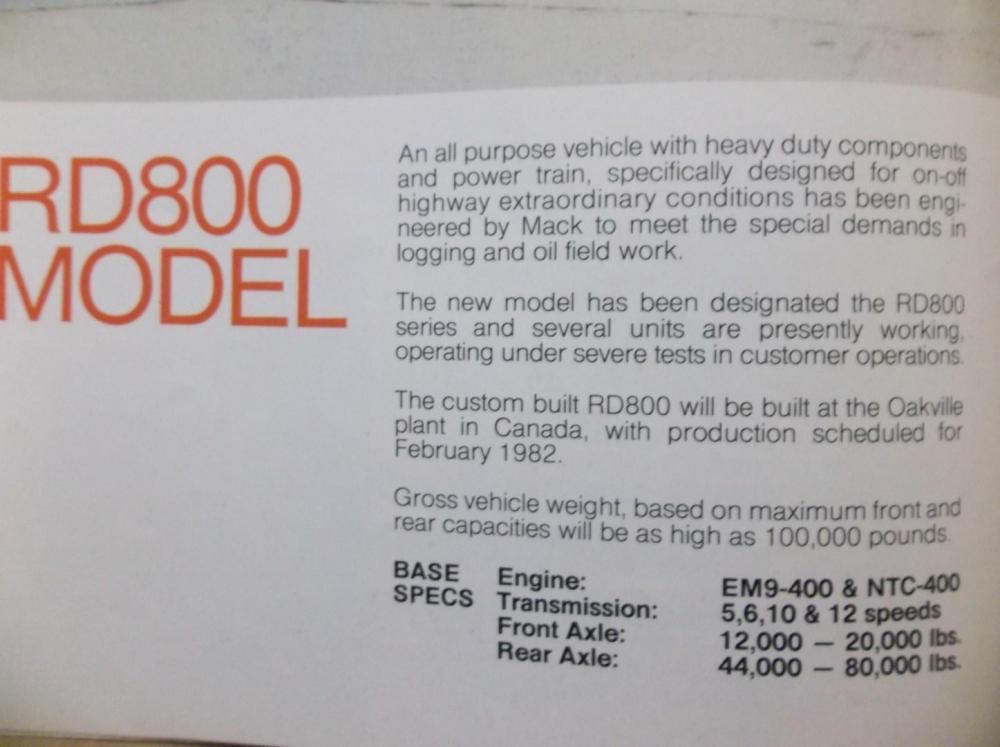 RD800
MODEL
An all purpose vehicle with heavy duty components
and power train, specifically designed for on-off
highway extraordinary conditions has been engi-
neered by Mack to meet the special demands in
logging and oil field work.
The new model has been designated the RD800
series and several units are presently working,
operating under severe tests in customer operations.
The custom built RD800 will be built at the Oakville
plant in Canada, with production scheduled for
February 1982.
Gross vehicle weight, based on maximum front and
rear capacities will be as high as 100,000 pounds.
BASE SPECS
Engine: EM9-400 & NTC-400
Transmission: 5,6,10 & 12 speeds
Front Axle: 12,000 — 20,000 lbs.
Rear Axle: 44,000 — 80,000 lbs.